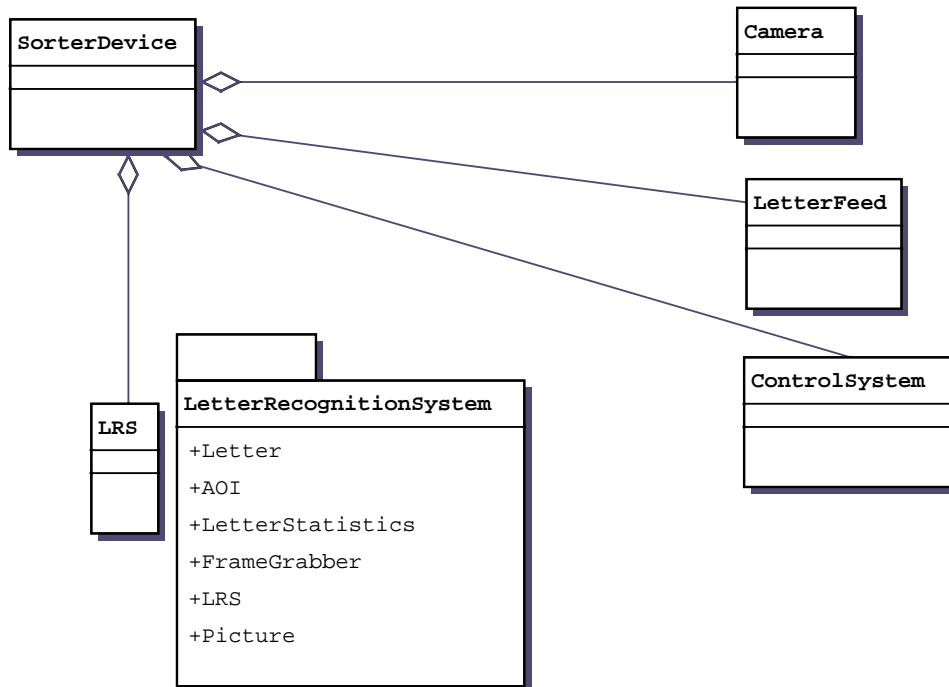 SorterDevice
Camera
LetterFeed
ControlSystem
LRS
LetterRecognitionSystem
+Letter
+AOI
+LetterStatistics
+FrameGrabber
+LRS
+Picture